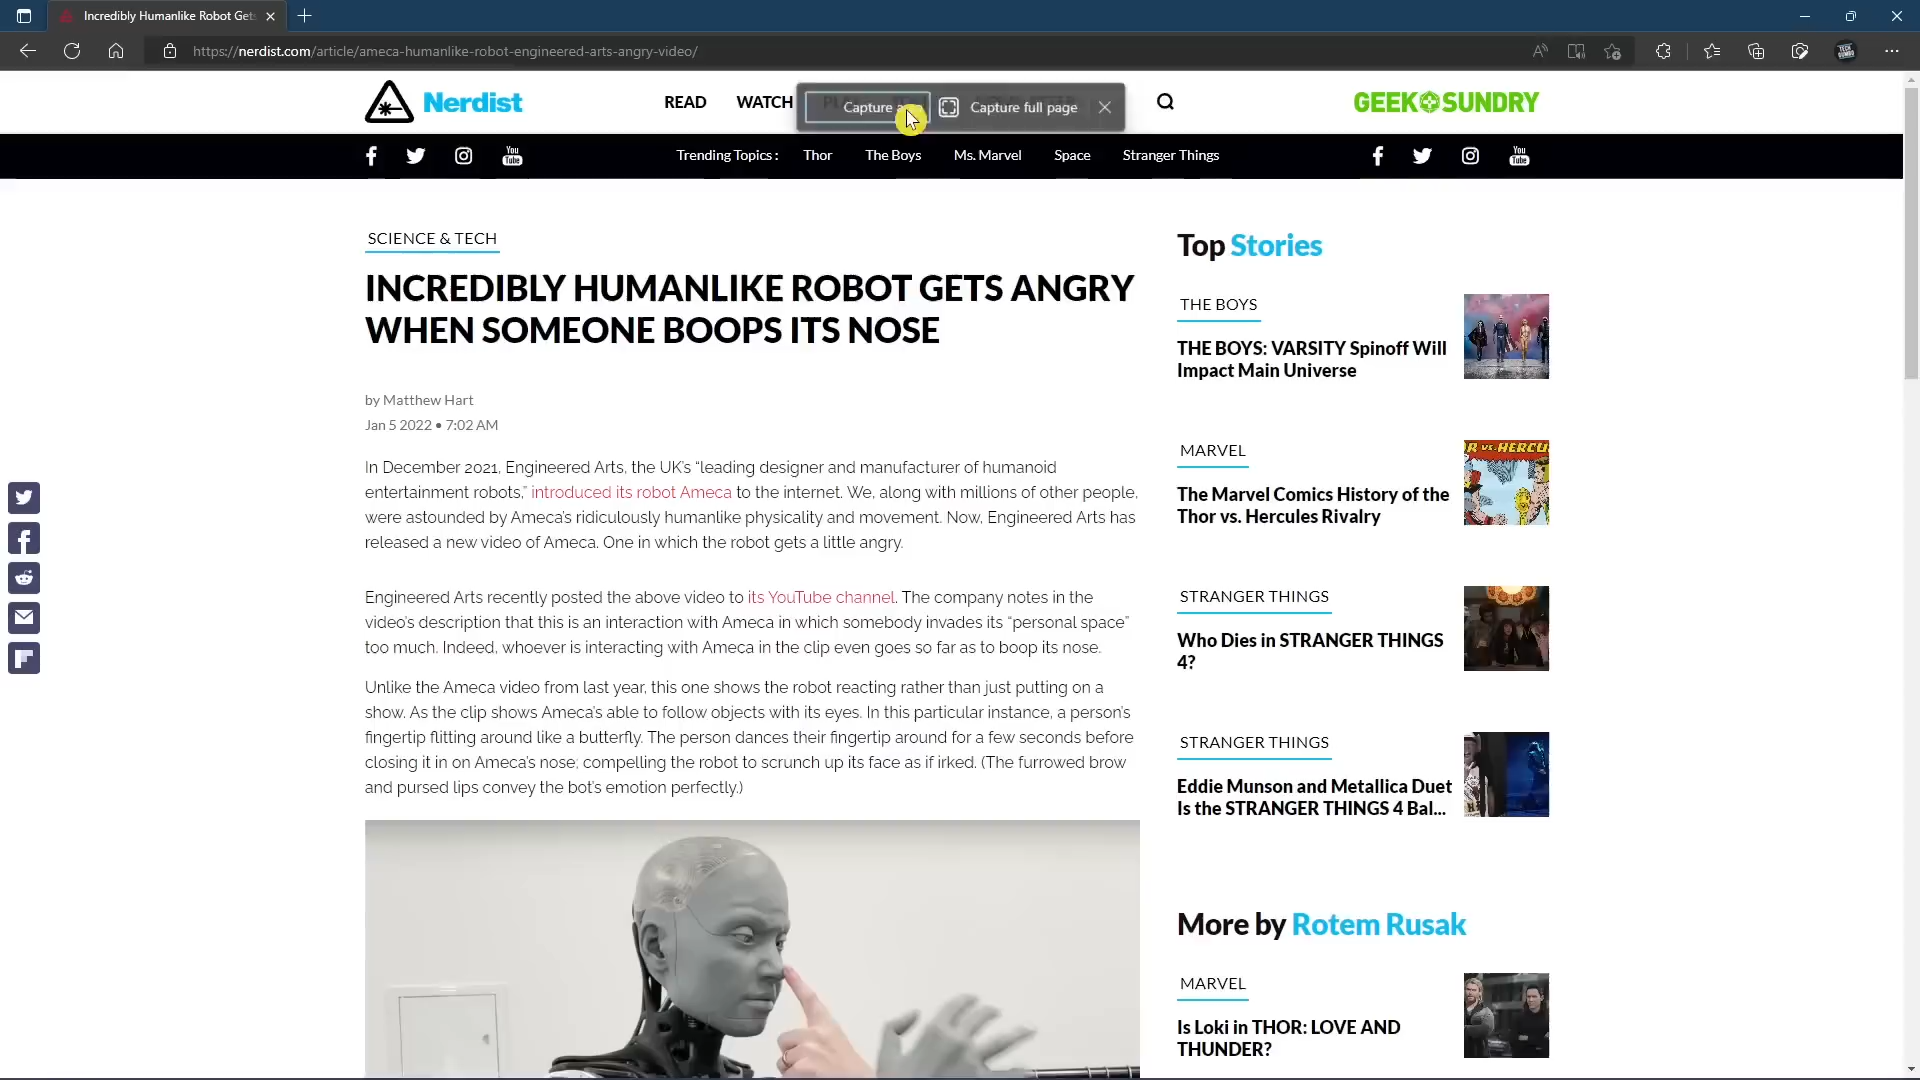 Incredibly Humanlike Robot Gets
https://nerdist.com/article/ameca-humanlike-robot-engineered-arts-angry-video/
Nerdist
READ WATCH
Capture
Capture full page
GEEK SUNDRY
You Tube
Trending Topics : Thor The Boys Ms. Marvel Space Stranger Things
You Tube
SCIENCE & TECH
INCREDIBLY HUMANLIKE ROBOT GETS ANGRY
WHEN SOMEONE BOOPS ITS NOSE
by Matthew Hart
Jan 5 2022 • 7:02 AM
In December 2021, Engineered Arts, the UK's “leading designer and manufacturer of humanoid
entertainment robots,” introduced its robot Ameca to the internet. We, along with millions of other people,
were astounded by Ameca's ridiculously humanlike physicality and movement. Now, Engineered Arts has
released a new video of Ameca. One in which the robot gets a little angry.
Engineered Arts recently posted the above video to its YouTube channel. The company notes in the
video's description that this is an interaction with Ameca in which somebody invades its “personal space”
too much. Indeed, whoever is interacting with Ameca in the clip even goes so far as to boop its nose.
Unlike the Ameca video from last year, this one shows the robot reacting rather than just putting on a
show. As the clip shows Ameca's able to follow objects with its eyes. In this particular instance, a person's
fingertip flitting around like a butterfly. The person dances their fingertip around for a few seconds before
closing it in on Ameca's nose; compelling the robot to scrunch up its face as if irked. (The furrowed brow
and pursed lips convey the bot's emotion perfectly.)
Top Stories
THE BOYS
THE BOYS: VARSITY Spinoff Will
Impact Main Universe
MARVEL
The Marvel Comics History of the
Thor vs. Hercules Rivalry
STRANGER THINGS
Who Dies in STRANGER THINGS
4?
STRANGER THINGS
Eddie Munson and Metallica Duet
Is the STRANGER THINGS 4 Bal...
More by Rotem Rusak
MARVEL
Is Loki in THOR: LOVE AND
THUNDER?